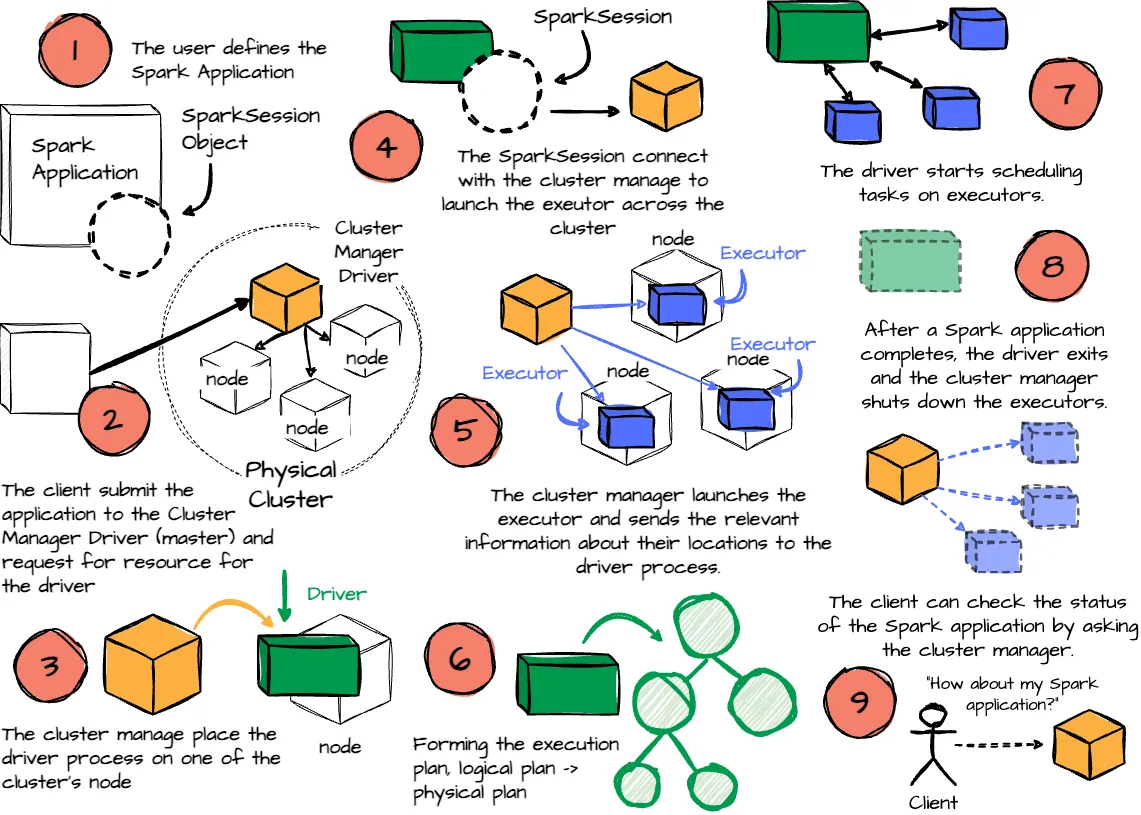 1
The user defines the
Spark Application
SparkSession
Object
Spark
Application
Cluster
Manger
Driver
node
node
node
2
Physical
Cluster
The client submit the
application to the Cluster
Manager Driver (master) and
request for resource for
the driver
Driver
3
node
The cluster manage place the
driver process on one of the
cluster's node
SparkSession
4
The SparkSession connect
with the cluster manage to
launch the exeutor across the
cluster
node
Executor
Executor
node
Executor
node
5
The cluster manager launches the
executor and sends the relevant
information about their locations to the
driver process.
6
Forming the execution
plan, logical plan ->
physical plan
7
The driver starts scheduling
tasks on executors.
8
After a Spark application
completes, the driver exits
and the cluster manager
shuts down the executors.
The client can check the status
of the Spark application by asking
the cluster manager.
9
"How about my Spark
application?"
Client